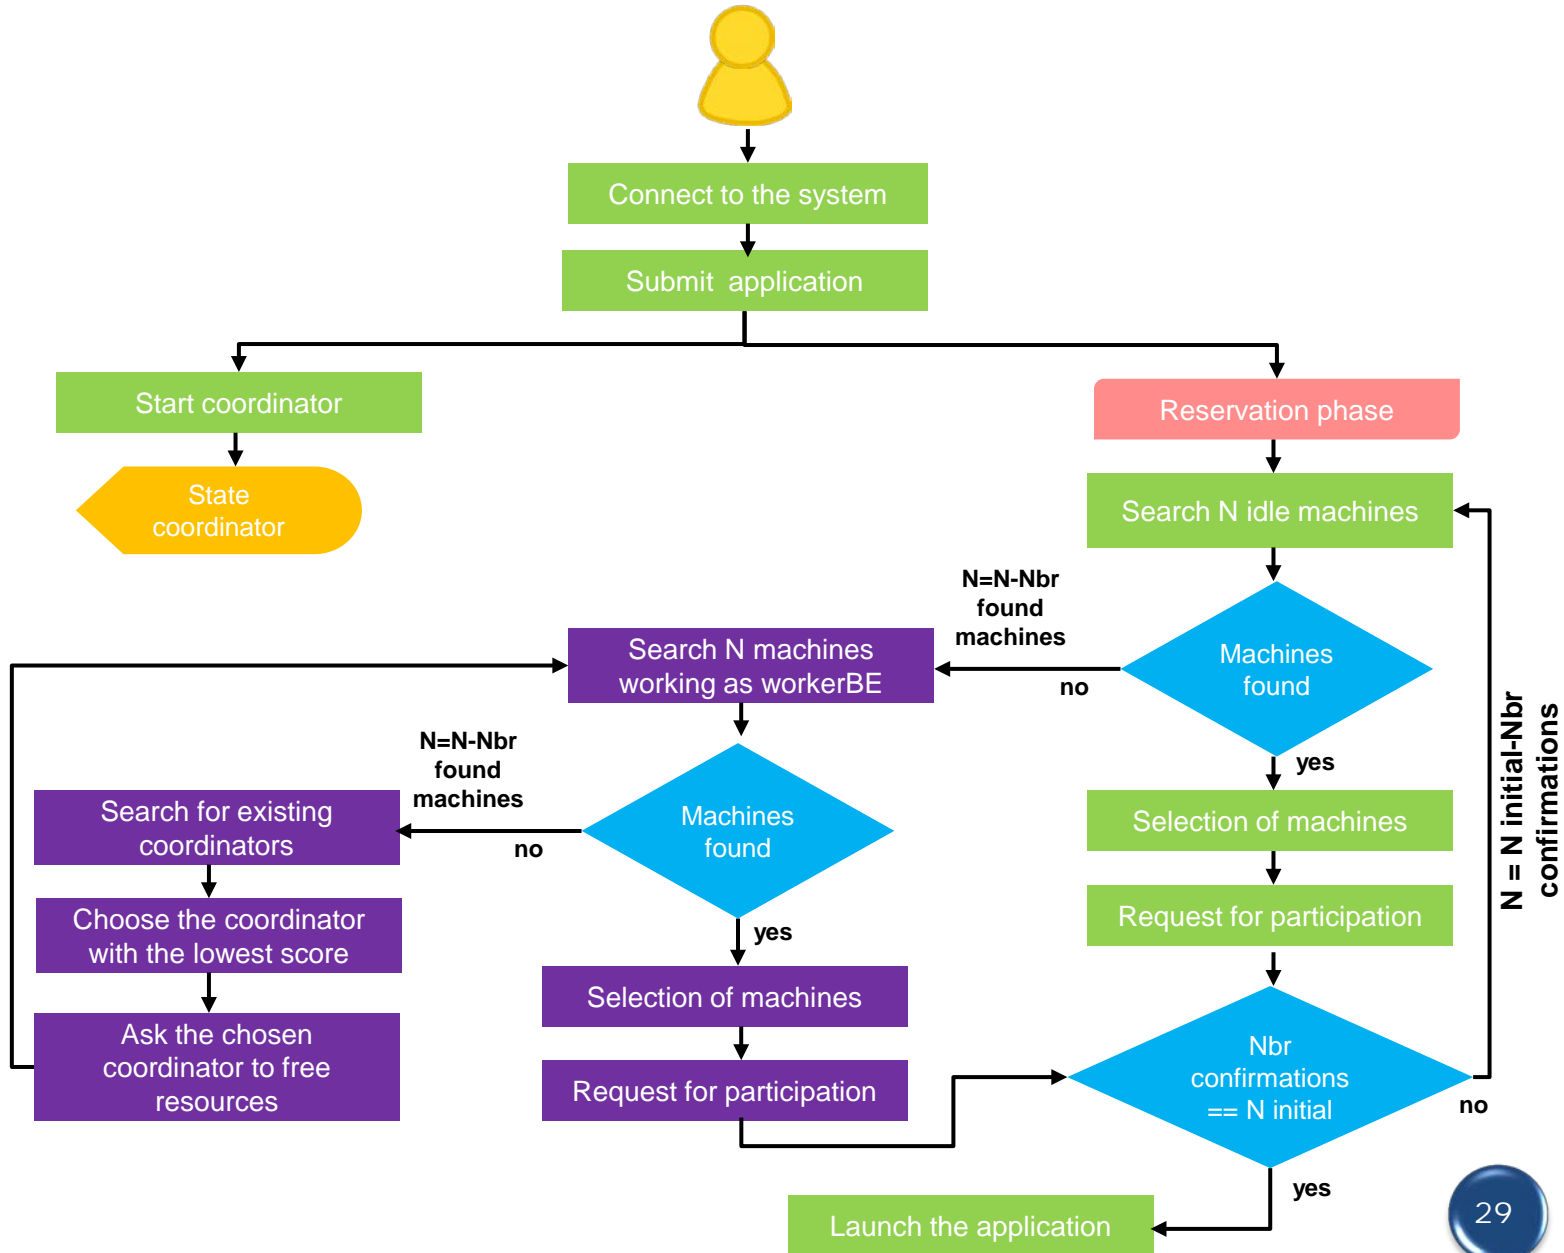 Connect to the system
Submit application
Start coordinator
Reservation phase
State
coordinator
Search N idle machines
N=N-Nbr
found
machines
no
Machines
found
yes
Search N machines
working as workerBE
N=N-Nbr
found
machines
no
Machines
found
yes
N = N initial-Nbr
confirmations
Search for existing
coordinators
Choose the coordinator
with the lowest score
Ask the chosen
coordinator to free
resources
Selection of machines
Request for participation
Selection of machines
Request for participation
Nbr
confirmations
== N initial
no
yes
Launch the application
29